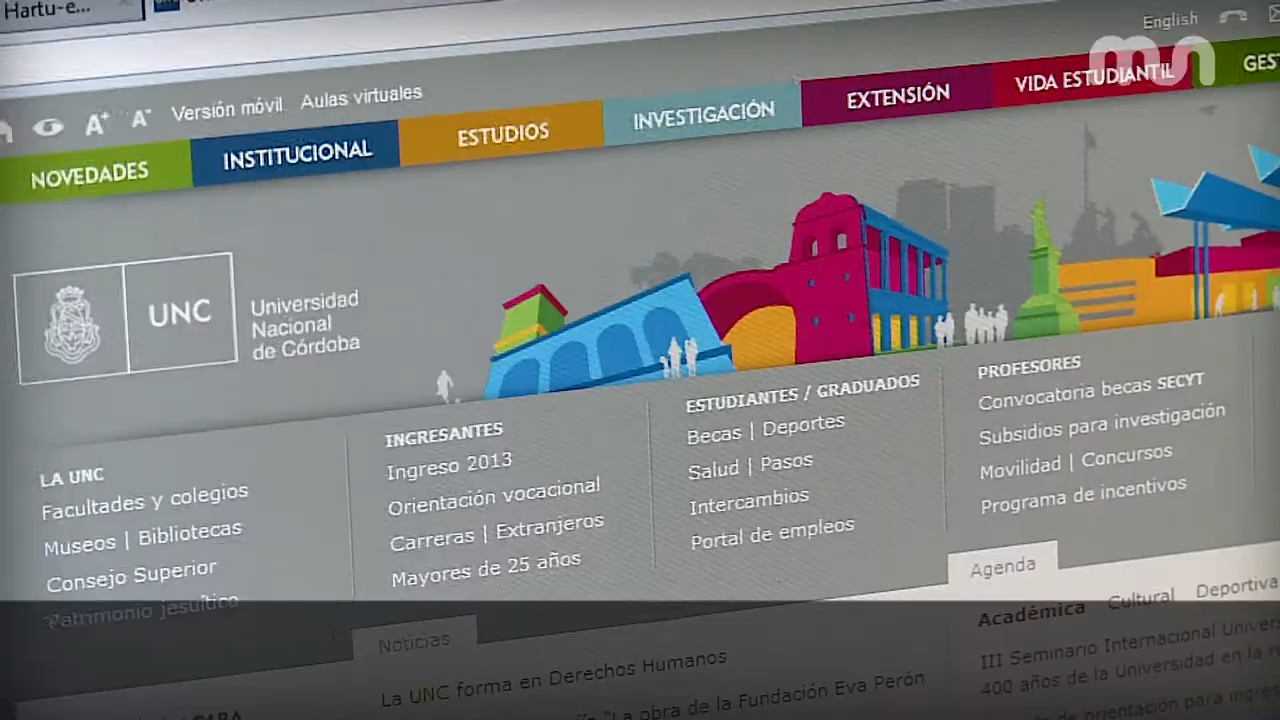 Hartu-e...
English
A+ A- Versión móvil Aulas virtuales
NOVEDADES
INSTITUCIONAL
ESTUDIOS
INVESTIGACIÓN
EXTENSIÓN
VIDA ESTUDIANTIL
UNC
Universidad
Nacional
de Córdoba
LA UNC
Facultades y colegios
Museos | Bibliotecas
Consejo Superior
Patrimonio jesuítico
INGRESANTES
Ingreso 2013
Orientación vocacional
Carreras | Extranjeros
Mayores de 25 años
ESTUDIANTES / GRADUADOS
Becas | Deportes
Salud | Pasos
Intercambios
Portal de empleos
PROFESORES
Convocatoria becas SECYT
Subsidios para investigación
Movilidad | Concursos
Programa de incentivos
Noticias
La UNC forma en Derechos Humanos
"La obra de la Fundación Eva Perón
Agenda
Académica Cultural Deportiva
III Seminario Internacional
400 años de la Universidad en la
orientación para